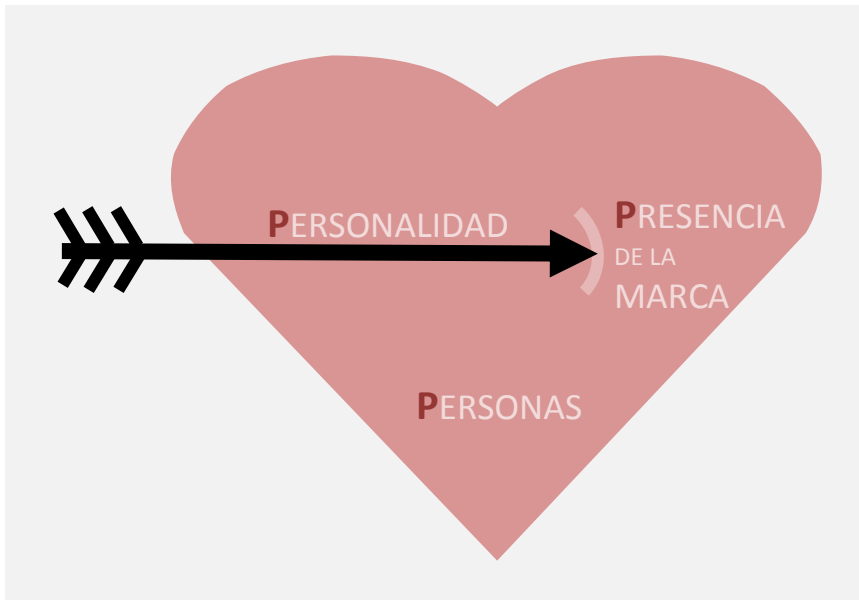 PERSONALIDAD
PRESENCIA
DE LA
MARCA
PERSONAS